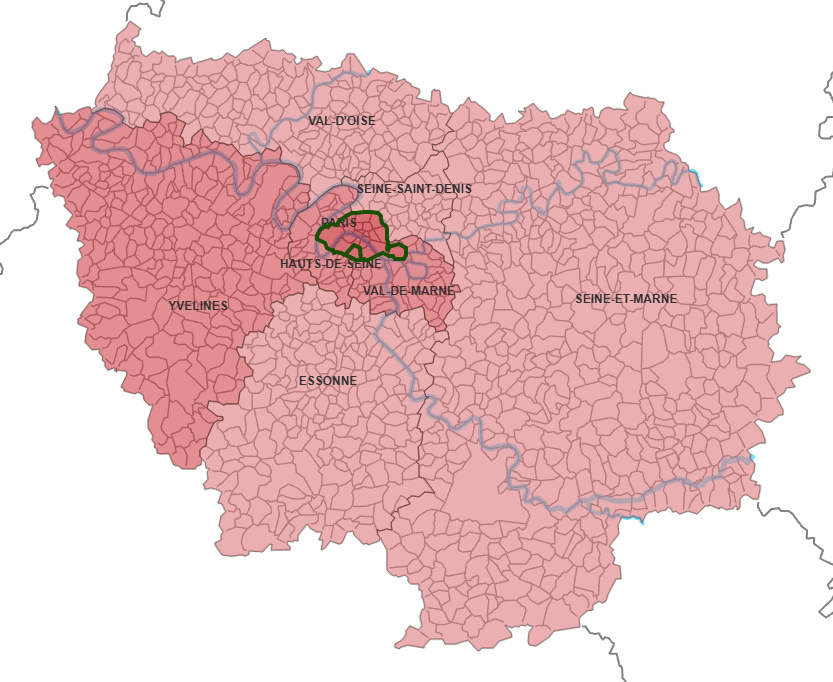 VAL-D'OISE
SEINE-SAINT-DENIS
PARIS
HAUTS-DE-SEINE
VAL-DE-MARNE
SEINE-ET-MARNE
YVELINES
ESSONNE